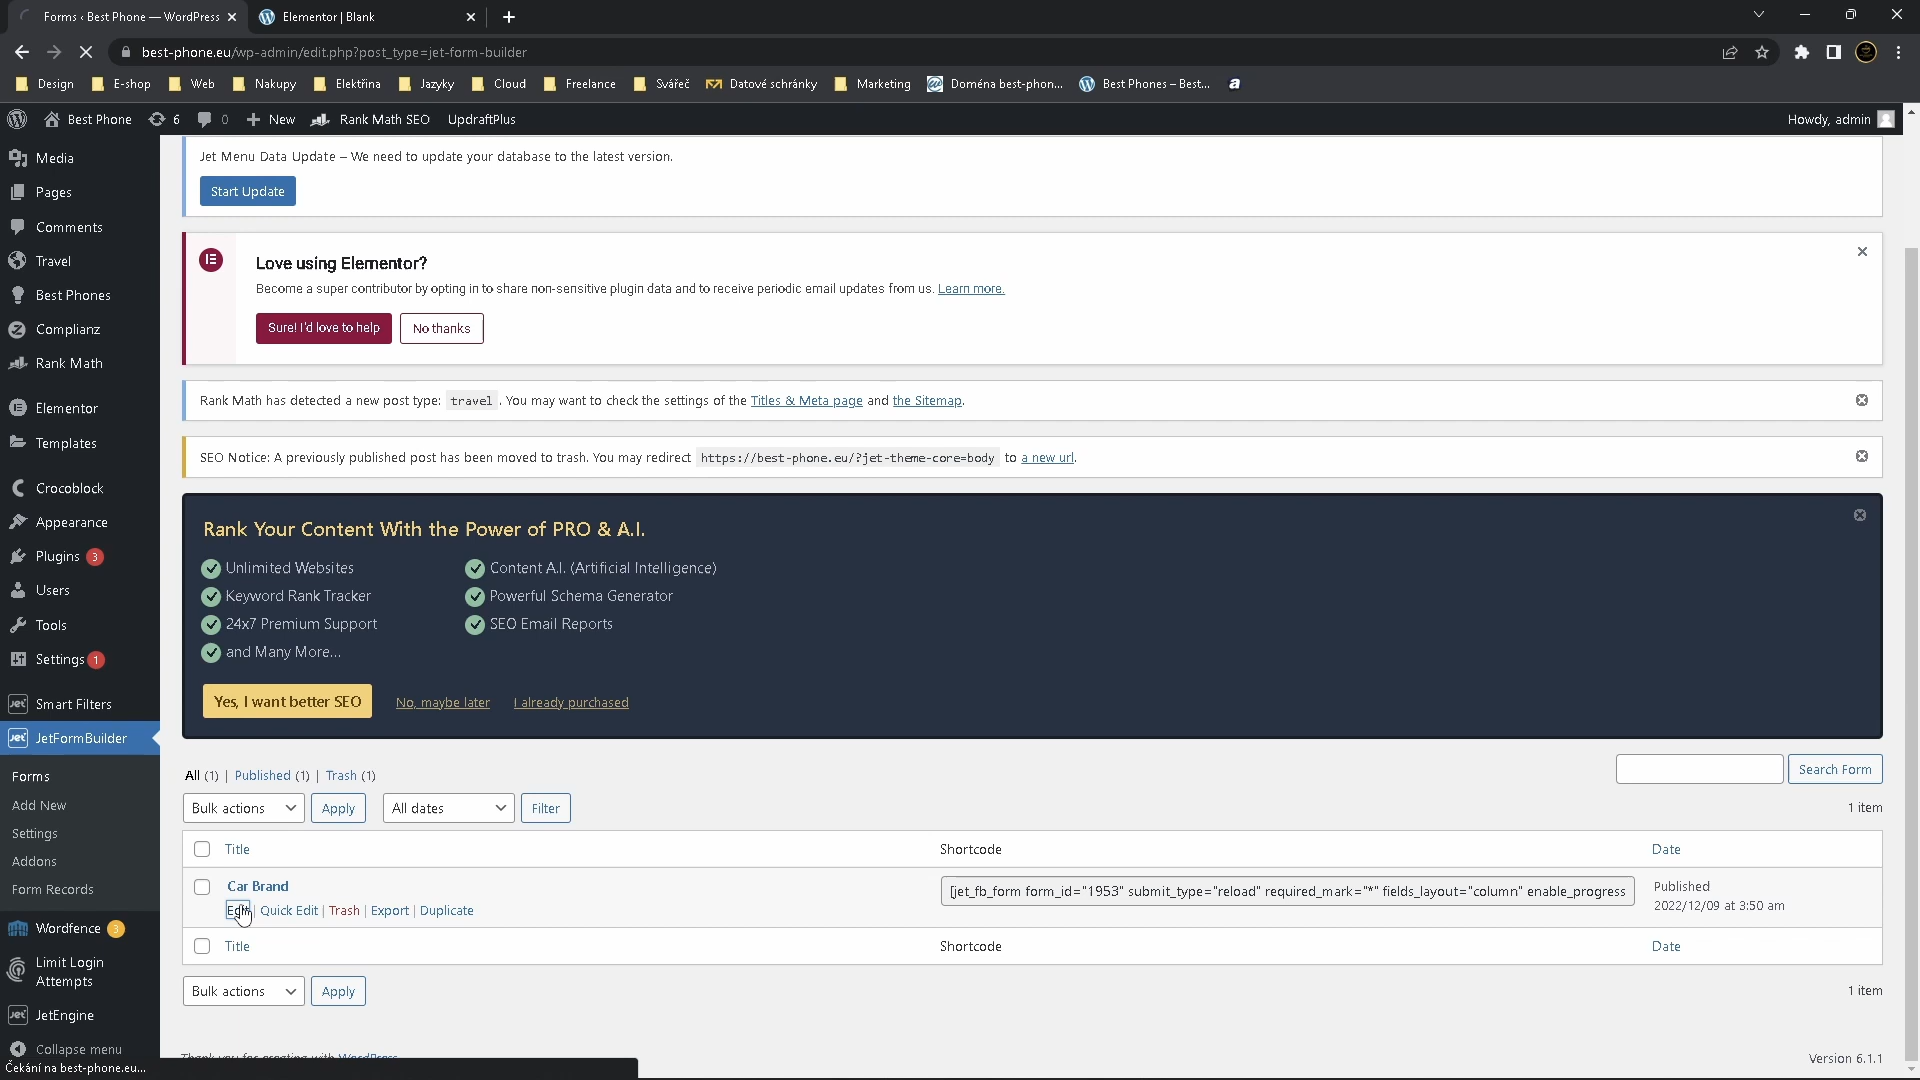 Forms ‹ Best Phone — WordPress
Elementor | Blank
best-phone.eu/wp-admin/edit.php?post_type=jet-form-builder
Design
E-shop
Web
Nakupy
Elektřina
Jazyky
Cloud
Freelance
Svářeč
Datové schránky
Marketing
Doména best-phon...
Best Phones – Best...
Best Phone
6
0
New
Rank Math SEO
UpdraftPlus
Howdy, admin
Media
Pages
Comments
Travel
Best Phones
Complianz
Rank Math
Elementor
Templates
Crocoblock
Appearance
Plugins 3
Users
Tools
Settings 1
Smart Filters
JetFormBuilder
Forms
Add New
Settings
Addons
Form Records
Wordfence 3
Limit Login
Attempts
JetEngine
Collapse menu
Čekání na best-phone.eu...
Jet Menu Data Update – We need to update your database to the latest version.
Start Update
Love using Elementor?
Become a super contributor by opting in to share non-sensitive plugin data and to receive periodic email updates from us. Learn more.
Sure! I'd love to help
No thanks
Rank Math has detected a new post type: travel . You may want to check the settings of the Titles & Meta page and the Sitemap.
SEO Notice: A previously published post has been moved to trash. You may redirect https://best-phone.eu/?jet-theme-core=body to a new url.
Rank Your Content With the Power of PRO & A.I.
Unlimited Websites
Content A.I. (Artificial Intelligence)
Keyword Rank Tracker
Powerful Schema Generator
24x7 Premium Support
SEO Email Reports
and Many More...
Yes, I want better SEO
No, maybe later
I already purchased
All (1) | Published (1) | Trash (1)
Search Form
Bulk actions
Apply
All dates
Filter
1 item
Title
Shortcode
Date
Car Brand
Edit | Quick Edit | Trash | Export | Duplicate
[jet_fb_form form_id="1953" submit_type="reload" required_mark="*" fields_layout="column" enable_progress
Published
2022/12/09 at 3:50 am
Title
Shortcode
Date
Bulk actions
Apply
1 item
Thank you for creating with WordPress
Version 6.1.1